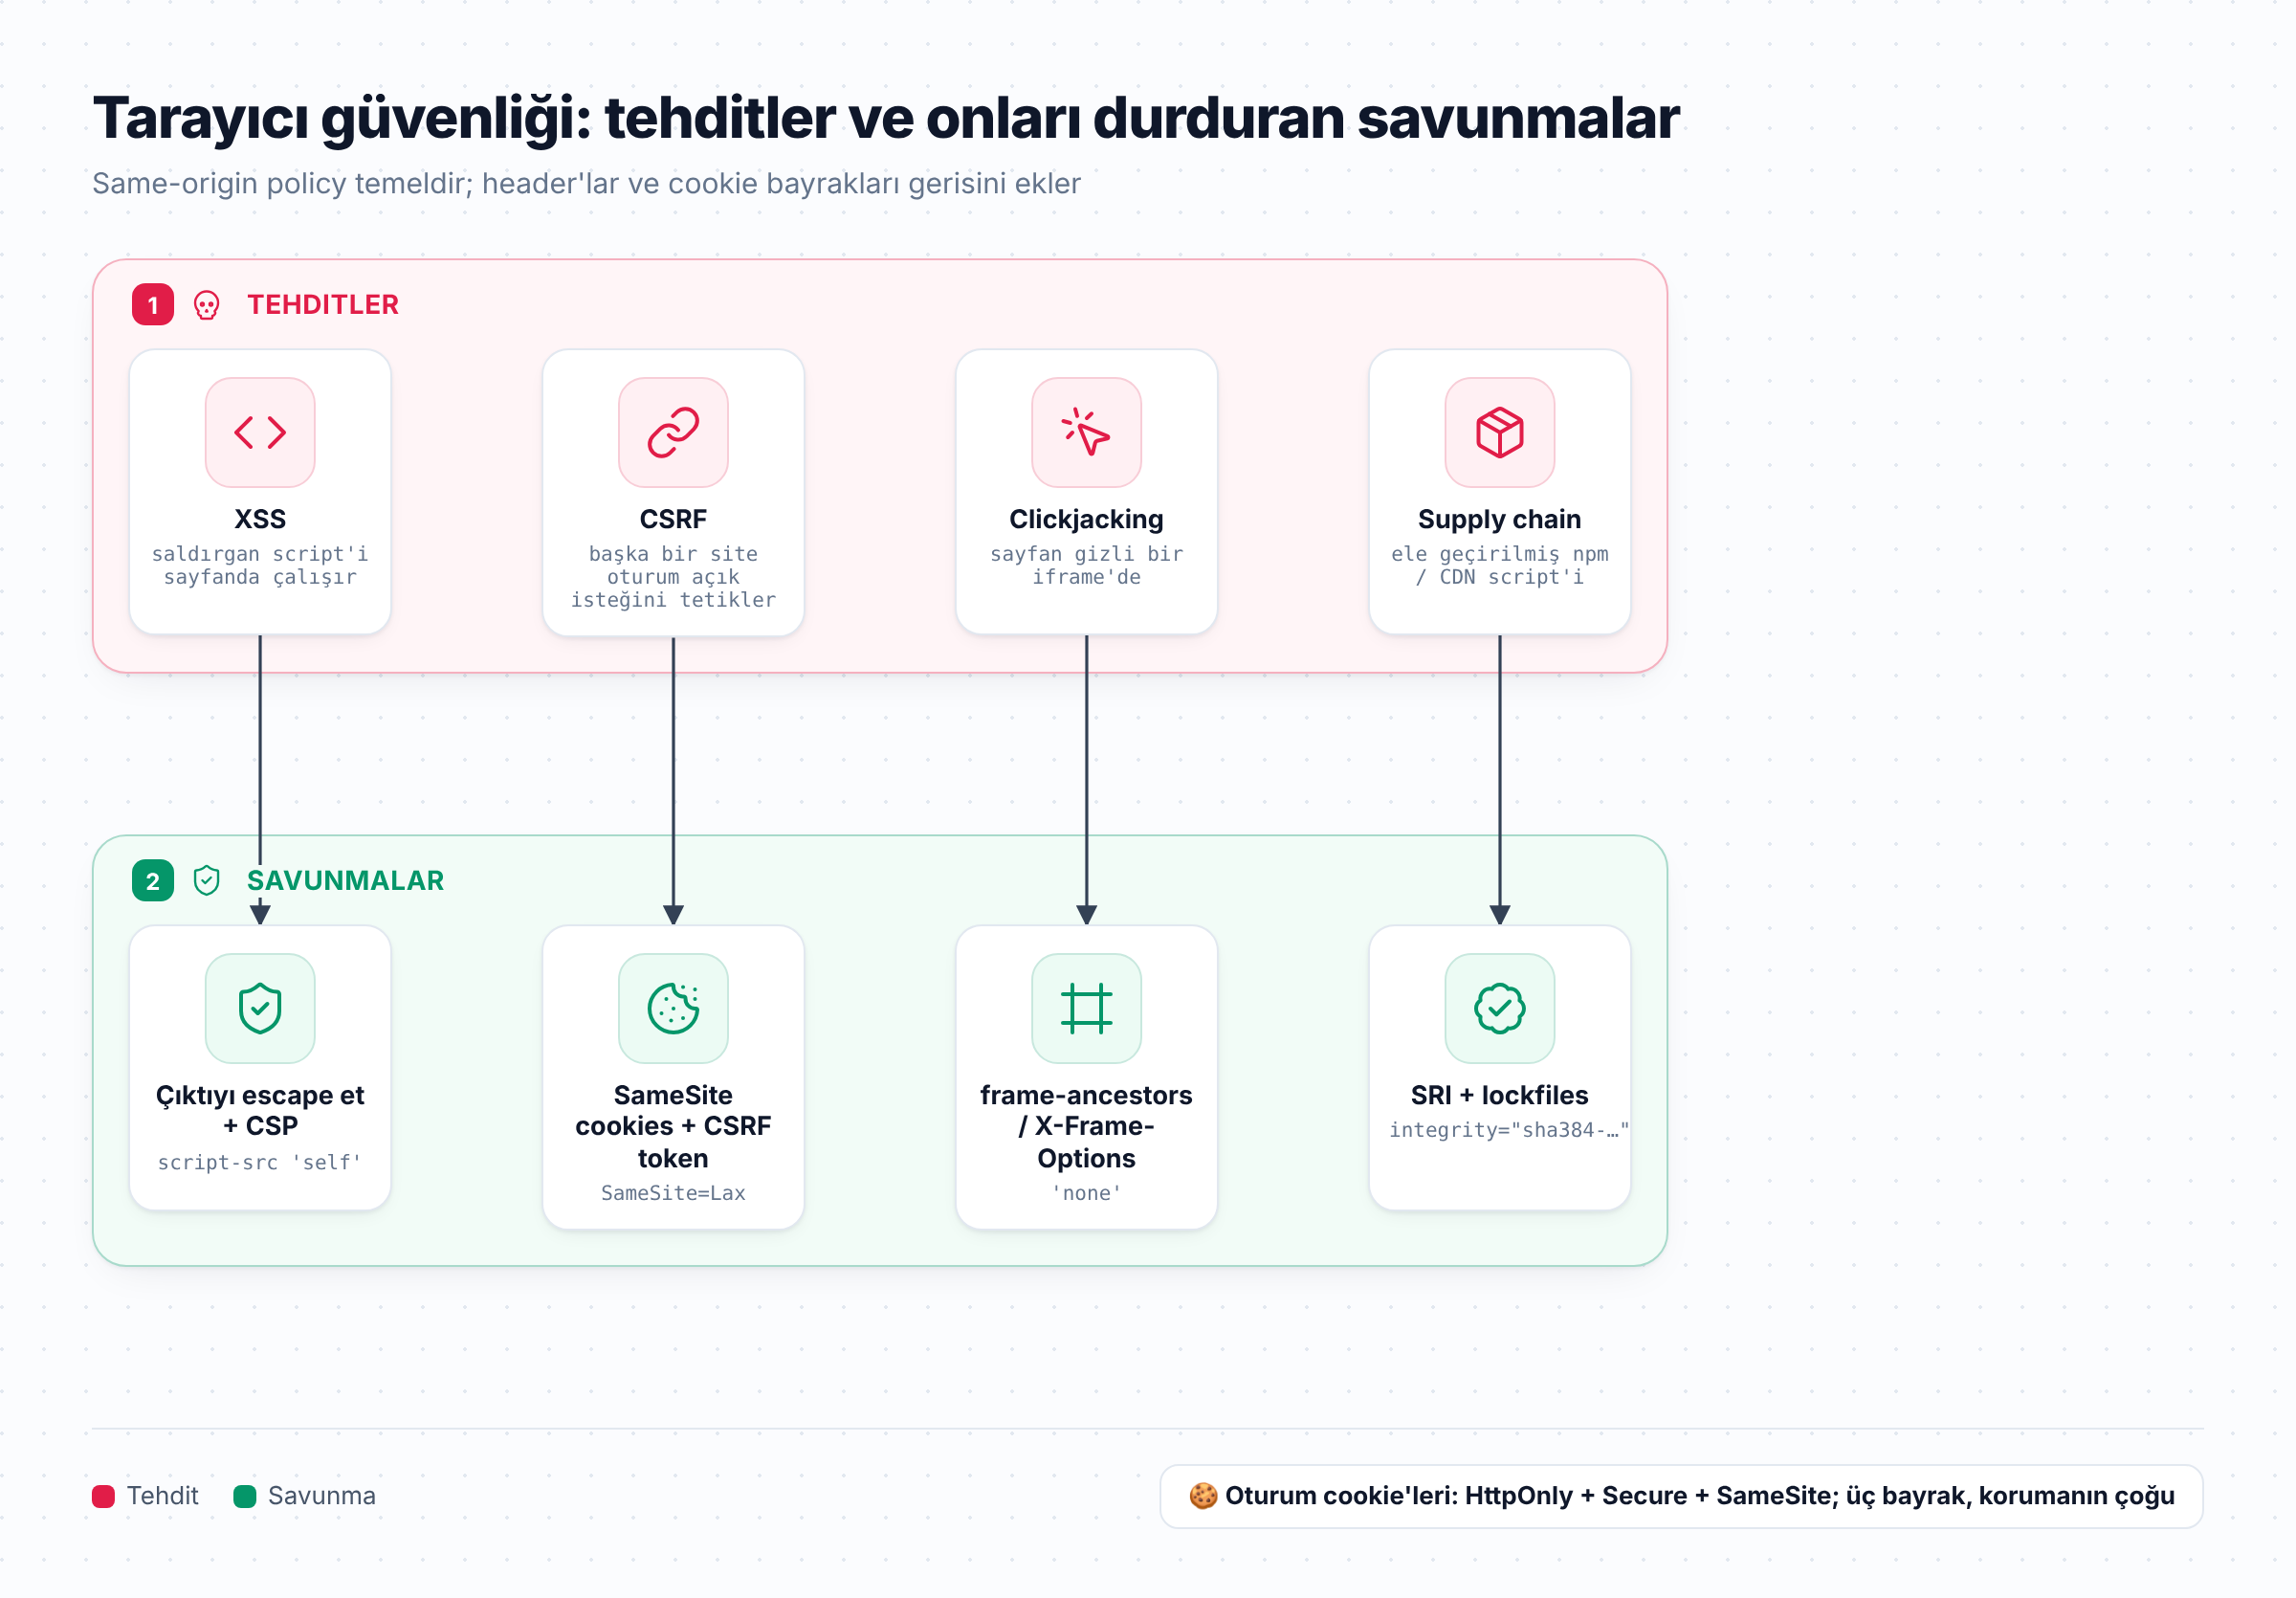 Tarayıcı güvenliği: tehditler ve onları durduran savunmalar
Same-origin policy temeldir; header'lar ve cookie bayrakları gerisini ekler
1 TEHDITLER
XSS
saldırgan script'i
sayfanda çalışır
CSRF
başka bir site
oturum açık
isteğini tetikler
Clickjacking
sayfan gizli bir
iframe'de
Supply chain
ele geçirilmiş npm
/ CDN script'i
2 SAVUNMALAR
Çıktıyı escape et
+ CSP
script-src 'self'
SameSite
cookies + CSRF
token
SameSite=Lax
frame-ancestors
/ X-Frame-
Options
'none'
SRI + lockfiles
integrity="sha384-…"
Tehdit
Savunma
🍪 Oturum cookie'leri: HttpOnly + Secure + SameSite; üç bayrak, korumanın çoğu